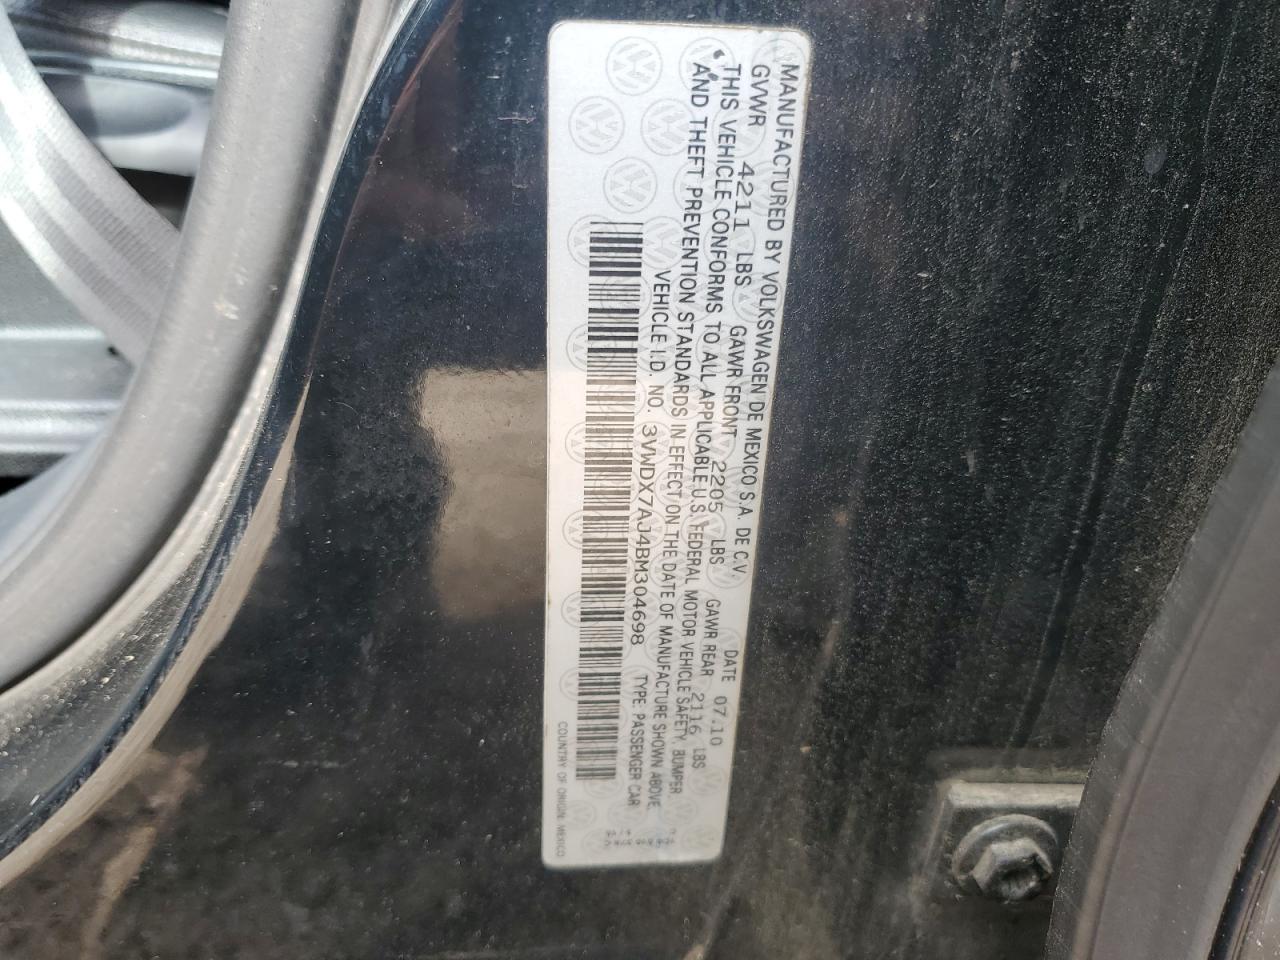 MANUFACTURED BY VOLKSWAGEN DE MEXICO S.A. DE C.V.
DATE 07.10
GVWR 4211 LBS GAWR FRONT 2205 LBS GAWR REAR 2116 LBS
THIS VEHICLE CONFORMS TO ALL APPLICABLE U.S. FEDERAL MOTOR VEHICLE SAFETY, BUMPER
AND THEFT PREVENTION STANDARDS IN EFFECT ON THE DATE OF MANUFACTURE SHOWN ABOVE.
VEHICLE I.D. NO. 3VWDX7AJ4BM304698 TYPE: PASSENGER CAR
COUNTRY OF ORIGIN: MEXICO